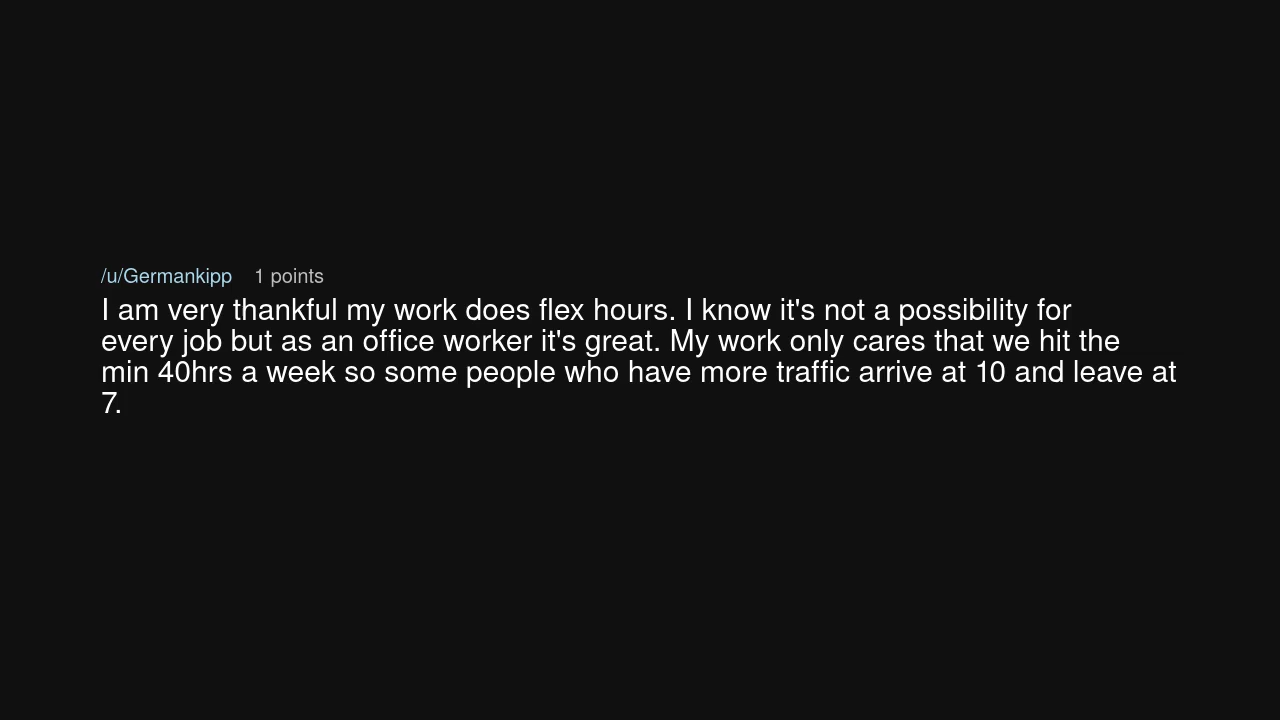 /u/Germankipp 1 points
I am very thankful my work does flex hours. I know it's not a possibility for
every job but as an office worker it's great. My work only cares that we hit the
min 40hrs a week so some people who have more traffic arrive at 10 and leave at
7.